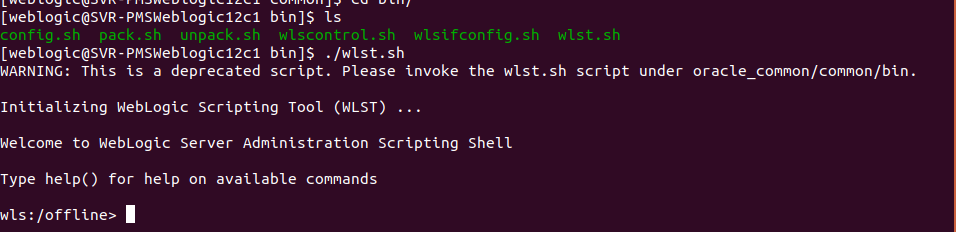 [weblogic@SVR-PMSWeblogic12c1 common]$ cd bin/
[weblogic@SVR-PMSWeblogic12c1 bin]$ ls
config.sh pack.sh unpack.sh wlscontrol.sh wlsifconfig.sh wlst.sh
[weblogic@SVR-PMSWeblogic12c1 bin]$ ./wlst.sh
WARNING: This is a deprecated script. Please invoke the wlst.sh script under oracle_common/common/bin.
Initializing WebLogic Scripting Tool (WLST) ...
Welcome to WebLogic Server Administration Scripting Shell
Type help() for help on available commands
wls:/offline>